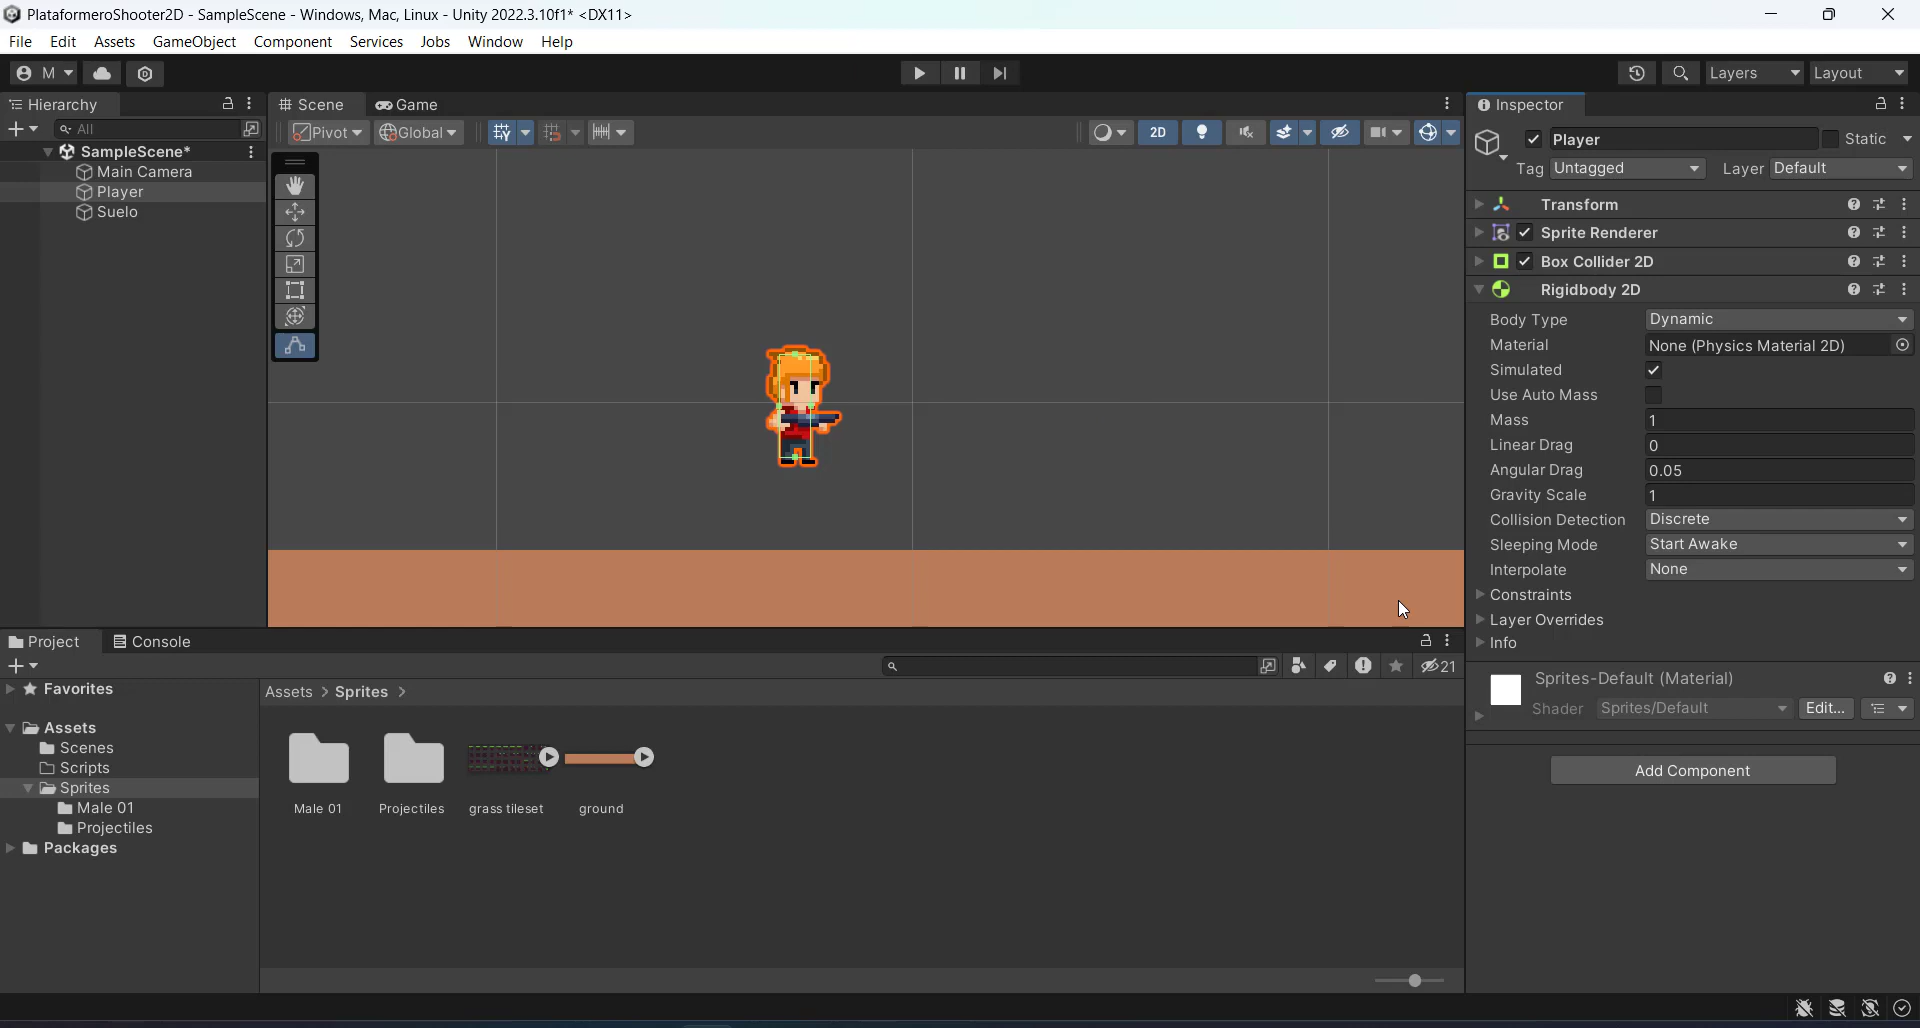 PlataformeroShooter2D - SampleScene - Windows, Mac, Linux - Unity 2022.3.10f1* <DX11>
File Edit Assets GameObject Component Services Jobs Window Help
M Layers Layout
Hierarchy
All
SampleScene*
Main Camera
Player
Suelo
Scene Game
Pivot Global 2D
Inspector
Player Static
Tag Untagged Layer Default
Transform
Sprite Renderer
Box Collider 2D
Rigidbody 2D
Body Type Dynamic
Material None (Physics Material 2D)
Simulated
Use Auto Mass
Mass 1
Linear Drag 0
Angular Drag 0.05
Gravity Scale 1
Collision Detection Discrete
Sleeping Mode Start Awake
Interpolate None
Constraints
Layer Overrides
Info
Sprites-Default (Material)
Shader Sprites/Default Edit...
Add Component
Project Console
21
Favorites
Assets
Scenes
Scripts
Sprites
Male 01
Projectiles
Packages
Assets > Sprites >
Male 01 Projectiles grass tileset ground